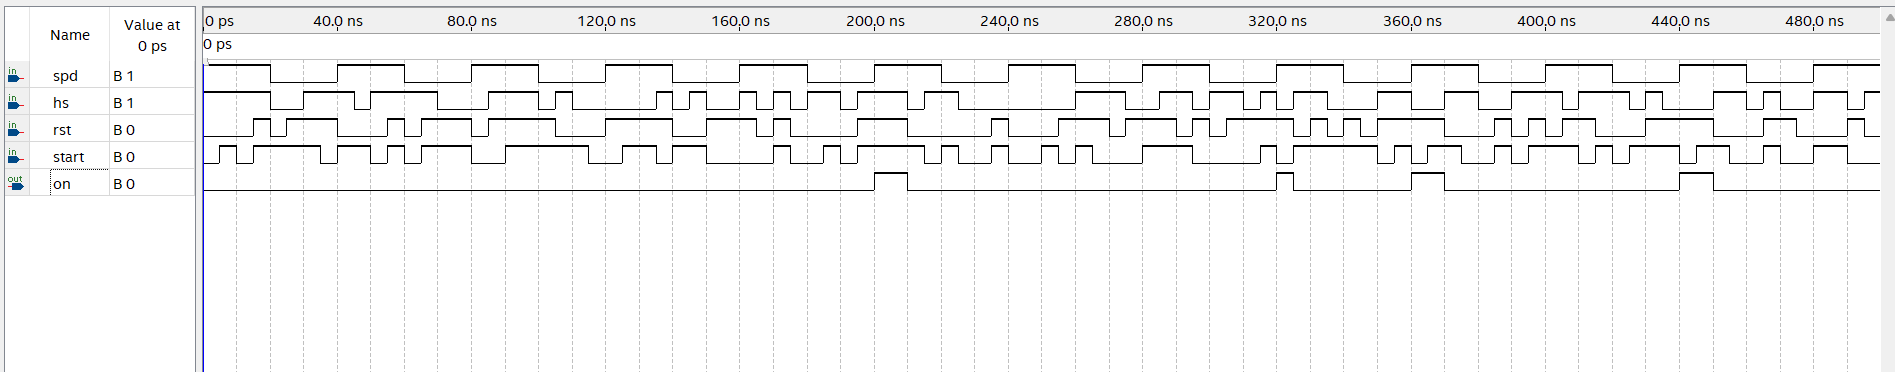 Name
Value at
0 ps
0 ps 40.0 ns 80.0 ns 120.0 ns 160.0 ns 200.0 ns 240.0 ns 280.0 ns 320.0 ns 360.0 ns 400.0 ns 440.0 ns 480.0 ns
0 ps
in spd B 1
in hs B 1
in rst B 0
in start B 0
out on B 0